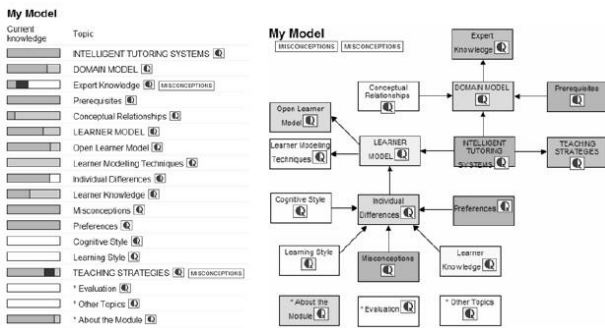 My Model
Current
knowledge
Topic
INTELLIGENT TUTORING SYSTEMS
DOMAIN MODEL
Expert Knowledge MISCONCEPTIONS
Prerequisites
Conceptual Relationships
LEARNER MODEL
Open Learner Model
Learner Modeling Techniques
Individual Differences
Learner Knowledge
Misconceptions
Preferences
Cognitive Style
Learning Style
TEACHING STRATEGIES MISCONCEPTIONS
* Evaluation
* Other Topics
* About the Module
My Model
MISCONCEPTIONS MISCONCEPTIONS
Expert
Knowledge
Conceptual
Relationships
DOMAIN MODEL
Prerequisites
Open Learner
Model
Learner Modeling
Techniques
LEARNER
MODEL
INTELLIGENT
TUTORING
SYSTEMS
TEACHING
STRATEGIES
Cognitive Style
Individual
Differences
Preferences
Learning Style
Misconceptions
Learner
Knowledge
* About the
Module
* Evaluation
* Other Topics